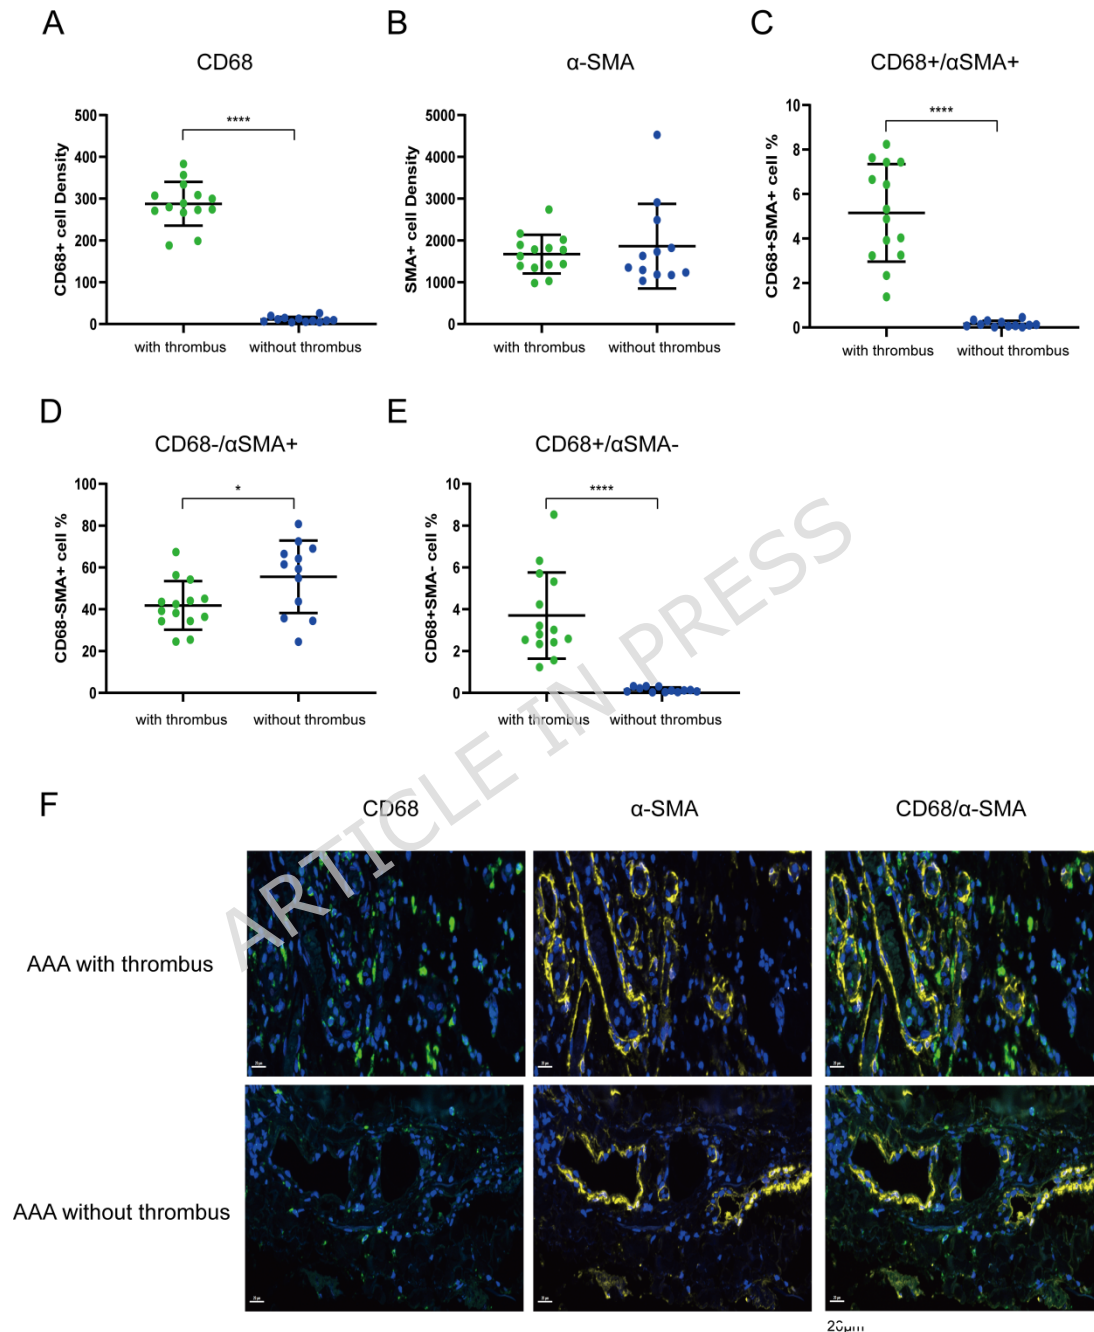 A
CD68
CD68+ cell Density
500
400
300
200
100
0
****
with thrombus
without thrombus
B
α-SMA
SMA+ cell Density
5000
4000
3000
2000
1000
0
with thrombus
without thrombus
C
CD68+/αSMA+
CD68+SMA+ cell %
10
8
6
4
2
0
****
with thrombus
without thrombus
D
CD68-/αSMA+
CD68-SMA+ cell %
100
80
60
40
20
0
*
with thrombus
without thrombus
E
CD68+/αSMA-
CD68+SMA- cell %
10
8
6
4
2
0
****
with thrombus
without thrombus
ARTICLE IN PRESS
F
CD68
α-SMA
CD68/α-SMA
AAA with thrombus
AAA without thrombus
20μm